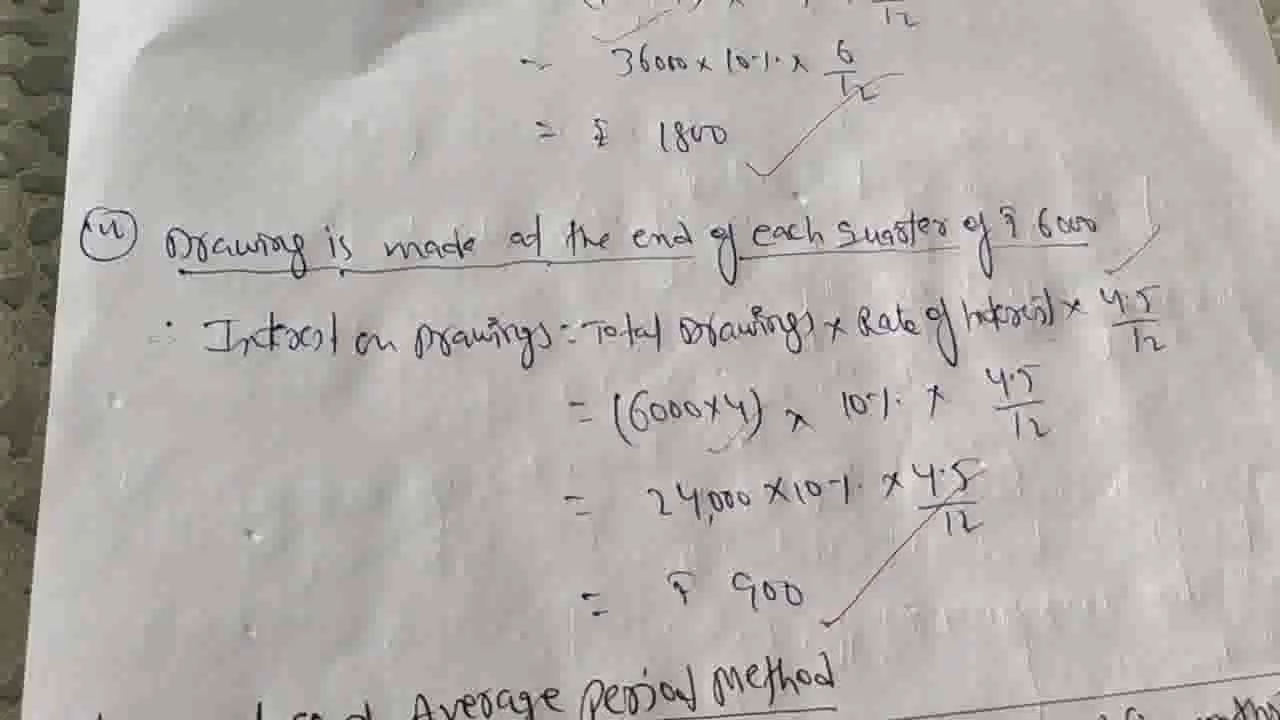 12
= 36000 × 10% × 6/12
= ₹ 1800
Drawing is made at the end of each Quarter of ₹ 6000
∴ Interest on Drawings = Total Drawings × Rate of Interest × 4.5/12
= (6000×4) × 10% × 4.5/12
= 24,000 × 10% × 4.5/12
= ₹ 900
Average Period Method